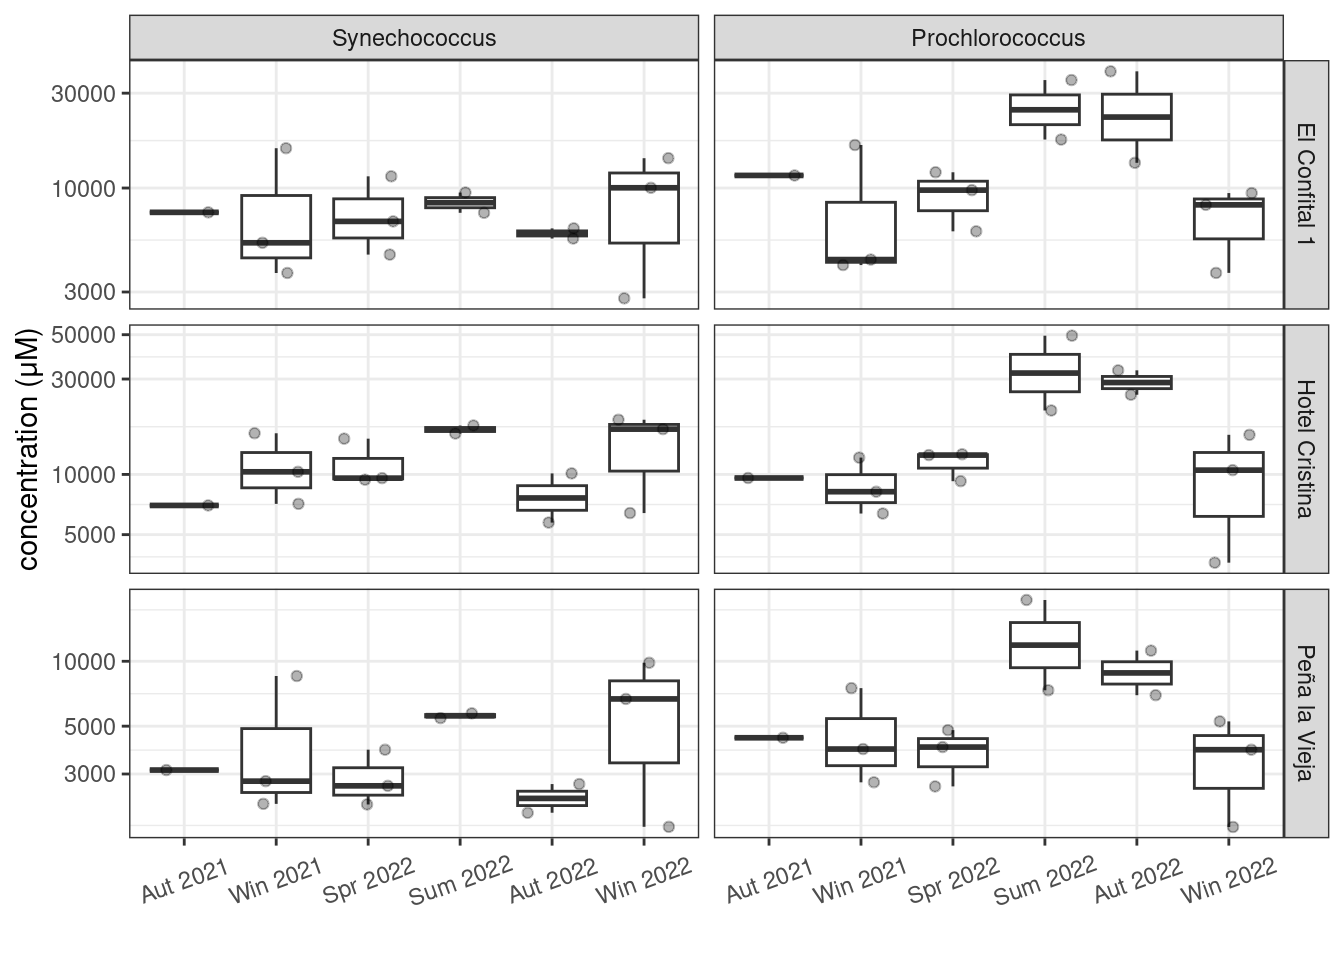 Synechococcus
Prochlorococcus
30000
10000
3000
El Confital 1
50000
30000
10000
5000
Hotel Cristina
concentration (µM)
10000
5000
3000
Peña la Vieja
Aut 2021
Win 2021
Spr 2022
Sum 2022
Aut 2022
Win 2022
Aut 2021
Win 2021
Spr 2022
Sum 2022
Aut 2022
Win 2022